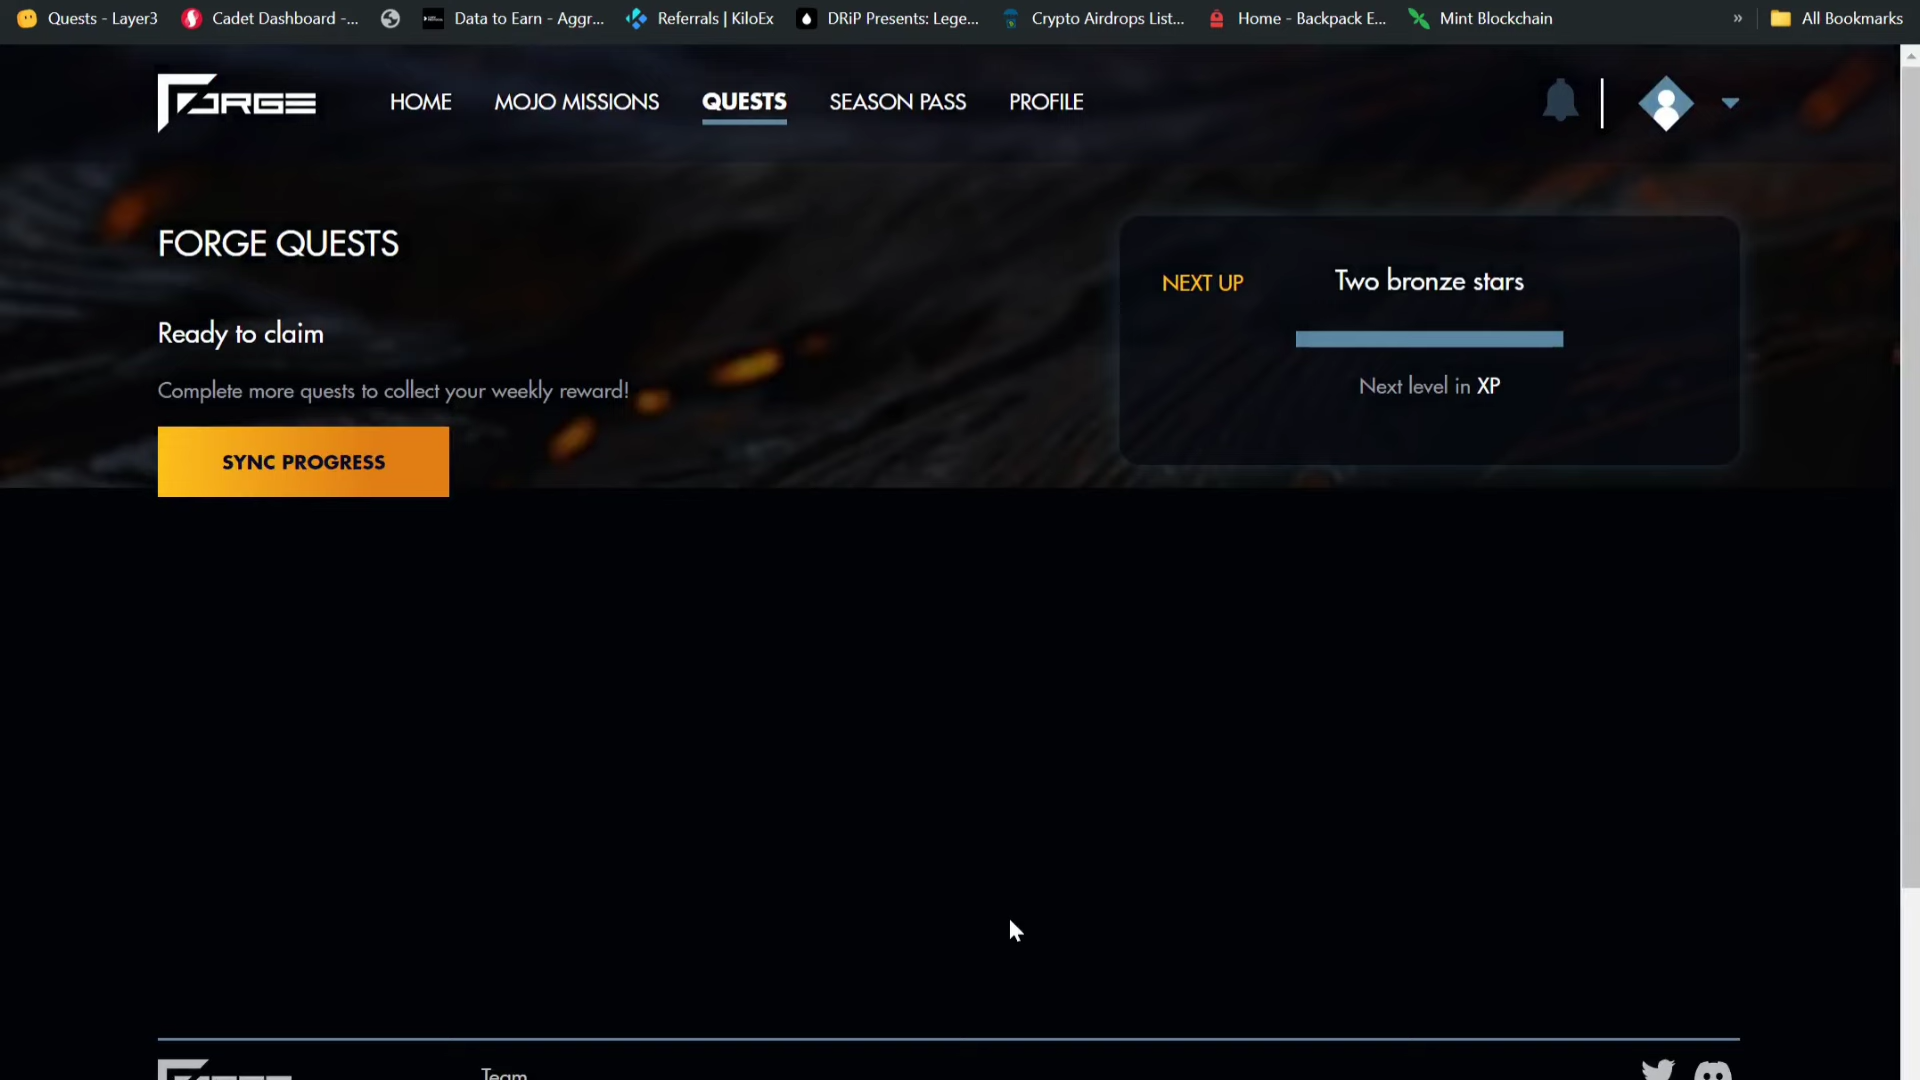 Quests - Layer3
Cadet Dashboard -...
Data to Earn - Aggr...
Referrals | KiloEx
DRiP Presents: Lege...
Crypto Airdrops List...
Home - Backpack E...
Mint Blockchain
»
All Bookmarks
FORGE
HOME
MOJO MISSIONS
QUESTS
SEASON PASS
PROFILE
FORGE QUESTS
Ready to claim
Complete more quests to collect your weekly reward!
SYNC PROGRESS
NEXT UP
Two bronze stars
Next level in XP
Team